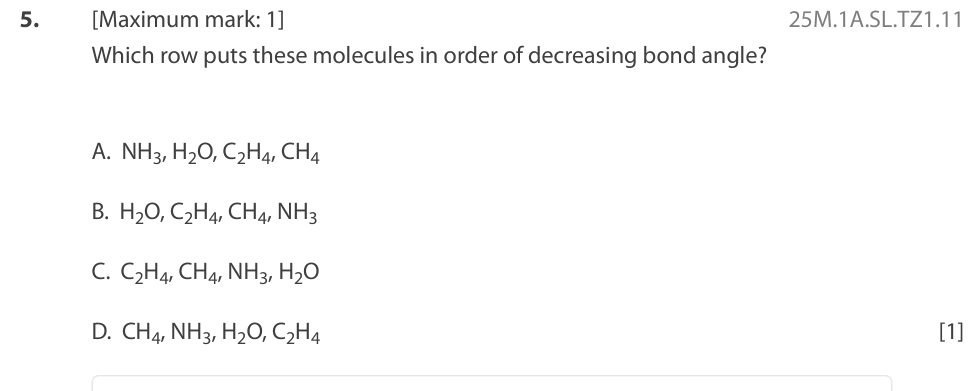 5. [Maximum mark: 1] 25M.1A.SL.TZ1.11
Which row puts these molecules in order of decreasing bond angle?
A. NH₃, H₂O, C₂H₄, CH₄
B. H₂O, C₂H₄, CH₄, NH₃
C. C₂H₄, CH₄, NH₃, H₂O
D. CH₄, NH₃, H₂O, C₂H₄ [1]